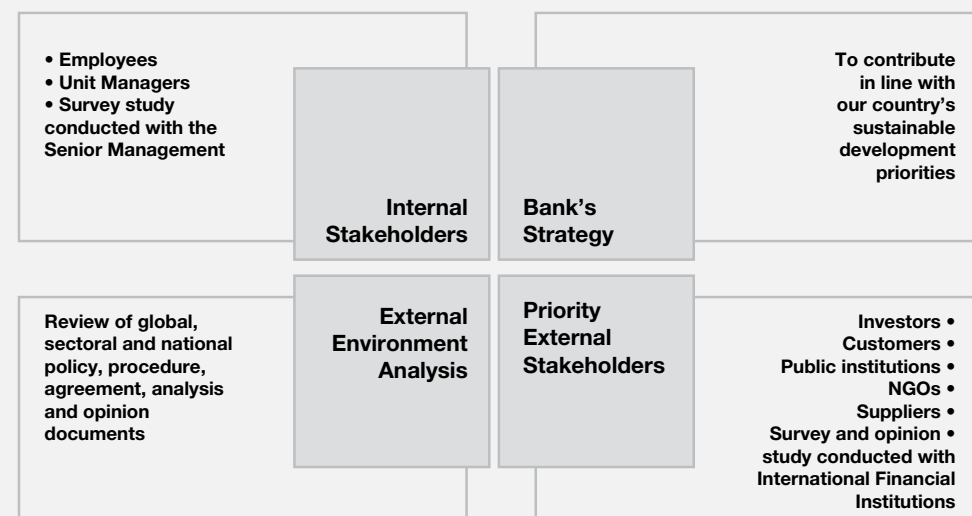 • Employees
• Unit Managers
• Survey study
conducted with the
Senior Management
Internal
Stakeholders
Bank's
Strategy
To contribute
in line with
our country's
sustainable
development
priorities
Review of global,
sectoral and national
policy, procedure,
agreement, analysis
and opinion
documents
External
Environment
Analysis
Priority
External
Stakeholders
Investors •
Customers •
Public institutions •
NGOs •
Suppliers •
Survey and opinion •
study conducted with
International Financial
Institutions